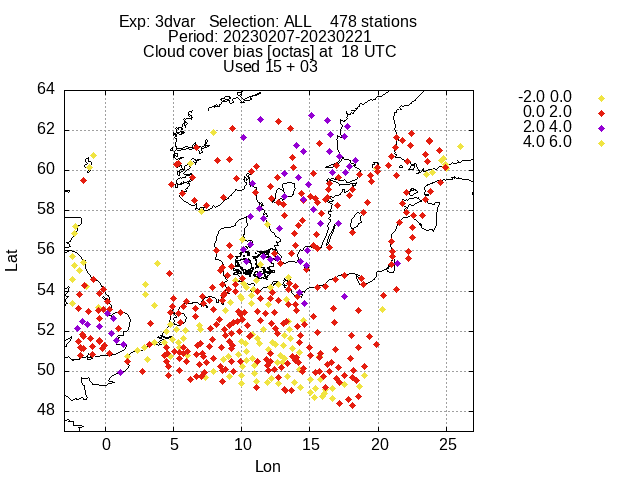 Exp: 3dvar   Selection: ALL    478 stations
Period: 20230207-20230221
Cloud cover bias [octas] at  18 UTC
Used 15 + 03
-2.0 0.0
0.0 2.0
2.0 4.0
4.0 6.0
64
62
60
58
56
54
52
50
48
Lat
0 5 10 15 20 25
Lon